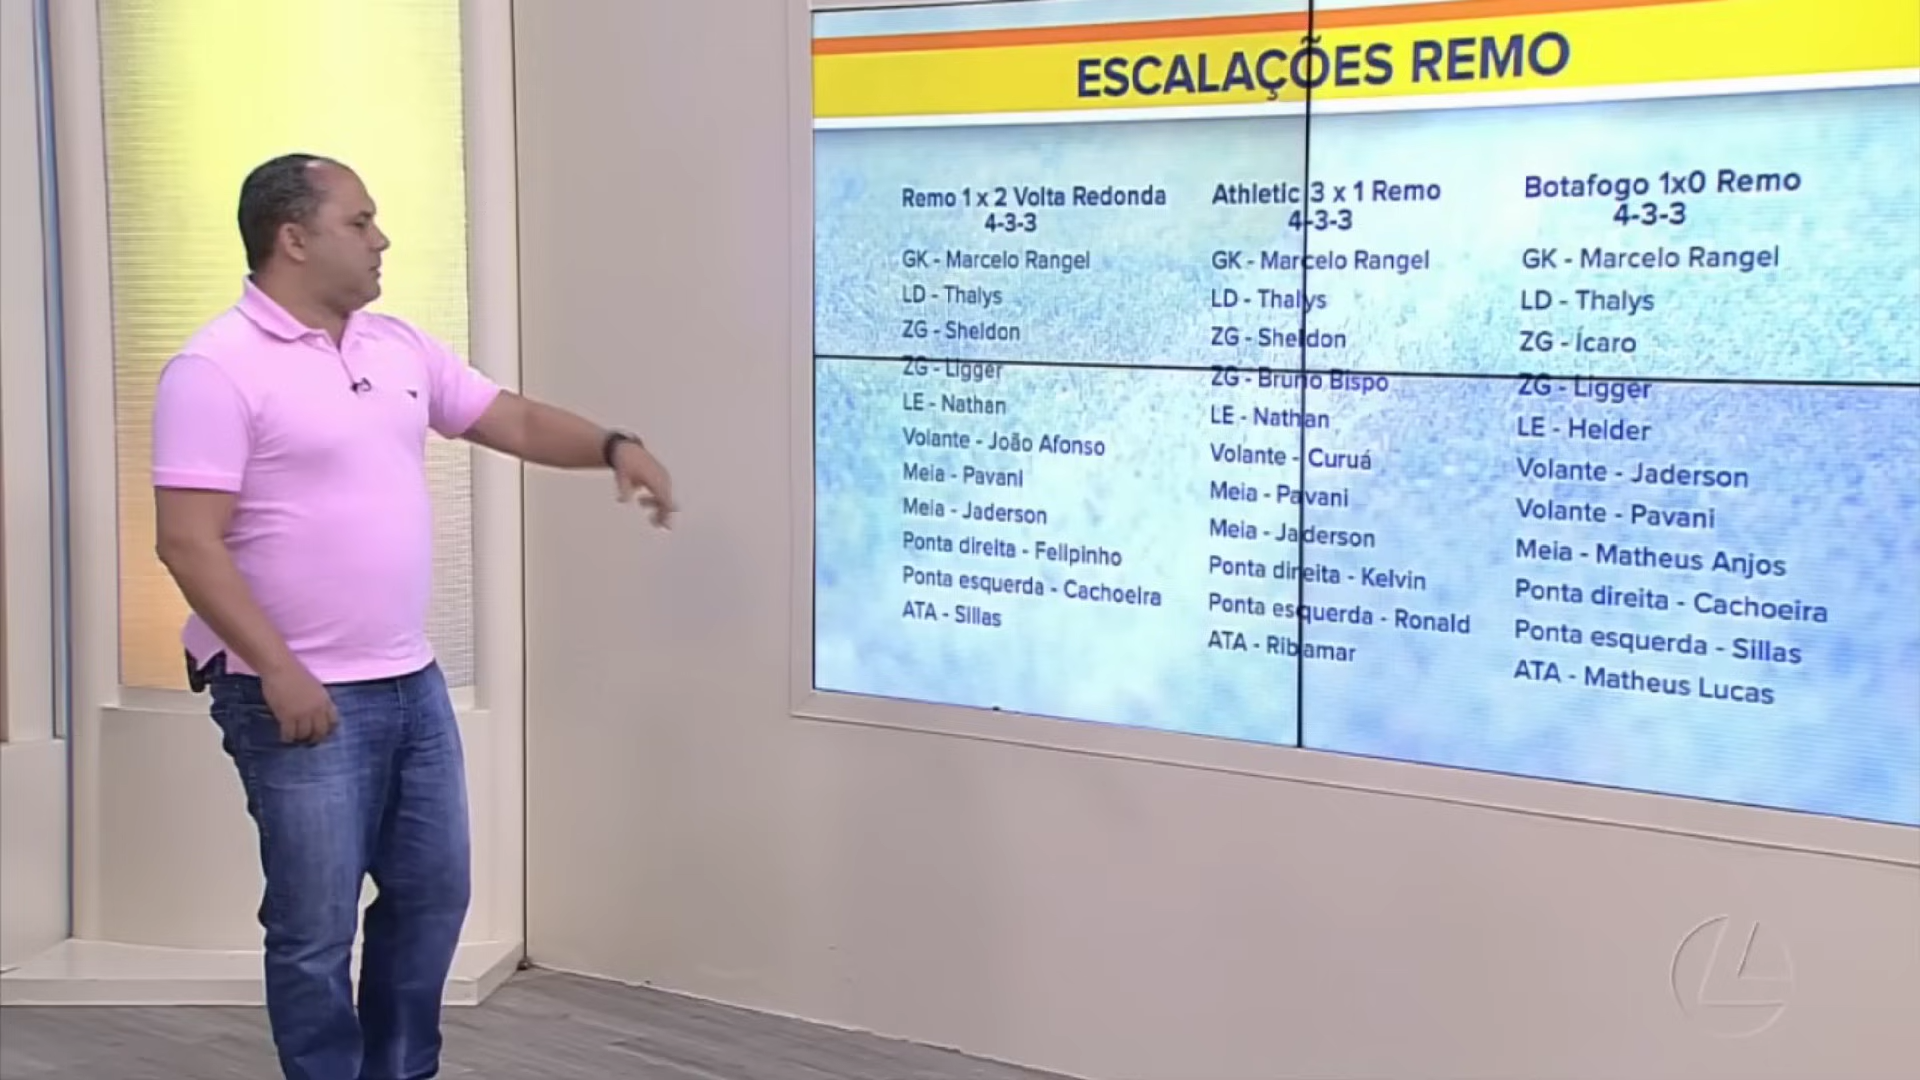 ESCALAÇÕES REMO
Remo 1 x 2 Volta Redonda
4-3-3
GK - Marcelo Rangel
LD - Thalys
ZG - Sheldon
ZG - Ligger
LE - Nathan
Volante - João Afonso
Meia - Pavani
Meia - Jaderson
Ponta direita - Felipinho
Ponta esquerda - Cachoeira
ATA - Sillas
Athletic 3 x 1 Remo
4-3-3
GK - Marcelo Rangel
LD - Thalys
ZG - Sheldon
ZG - Bruno Bispo
LE - Nathan
Volante - Curuá
Meia - Pavani
Meia - Jaderson
Ponta direita - Kelvin
Ponta esquerda - Ronald
ATA - Ribamar
Botafogo 1x0 Remo
4-3-3
GK - Marcelo Rangel
LD - Thalys
ZG - Ícaro
ZG - Ligger
LE - Helder
Volante - Jaderson
Volante - Pavani
Meia - Matheus Anjos
Ponta direita - Cachoeira
Ponta esquerda - Sillas
ATA - Matheus Lucas